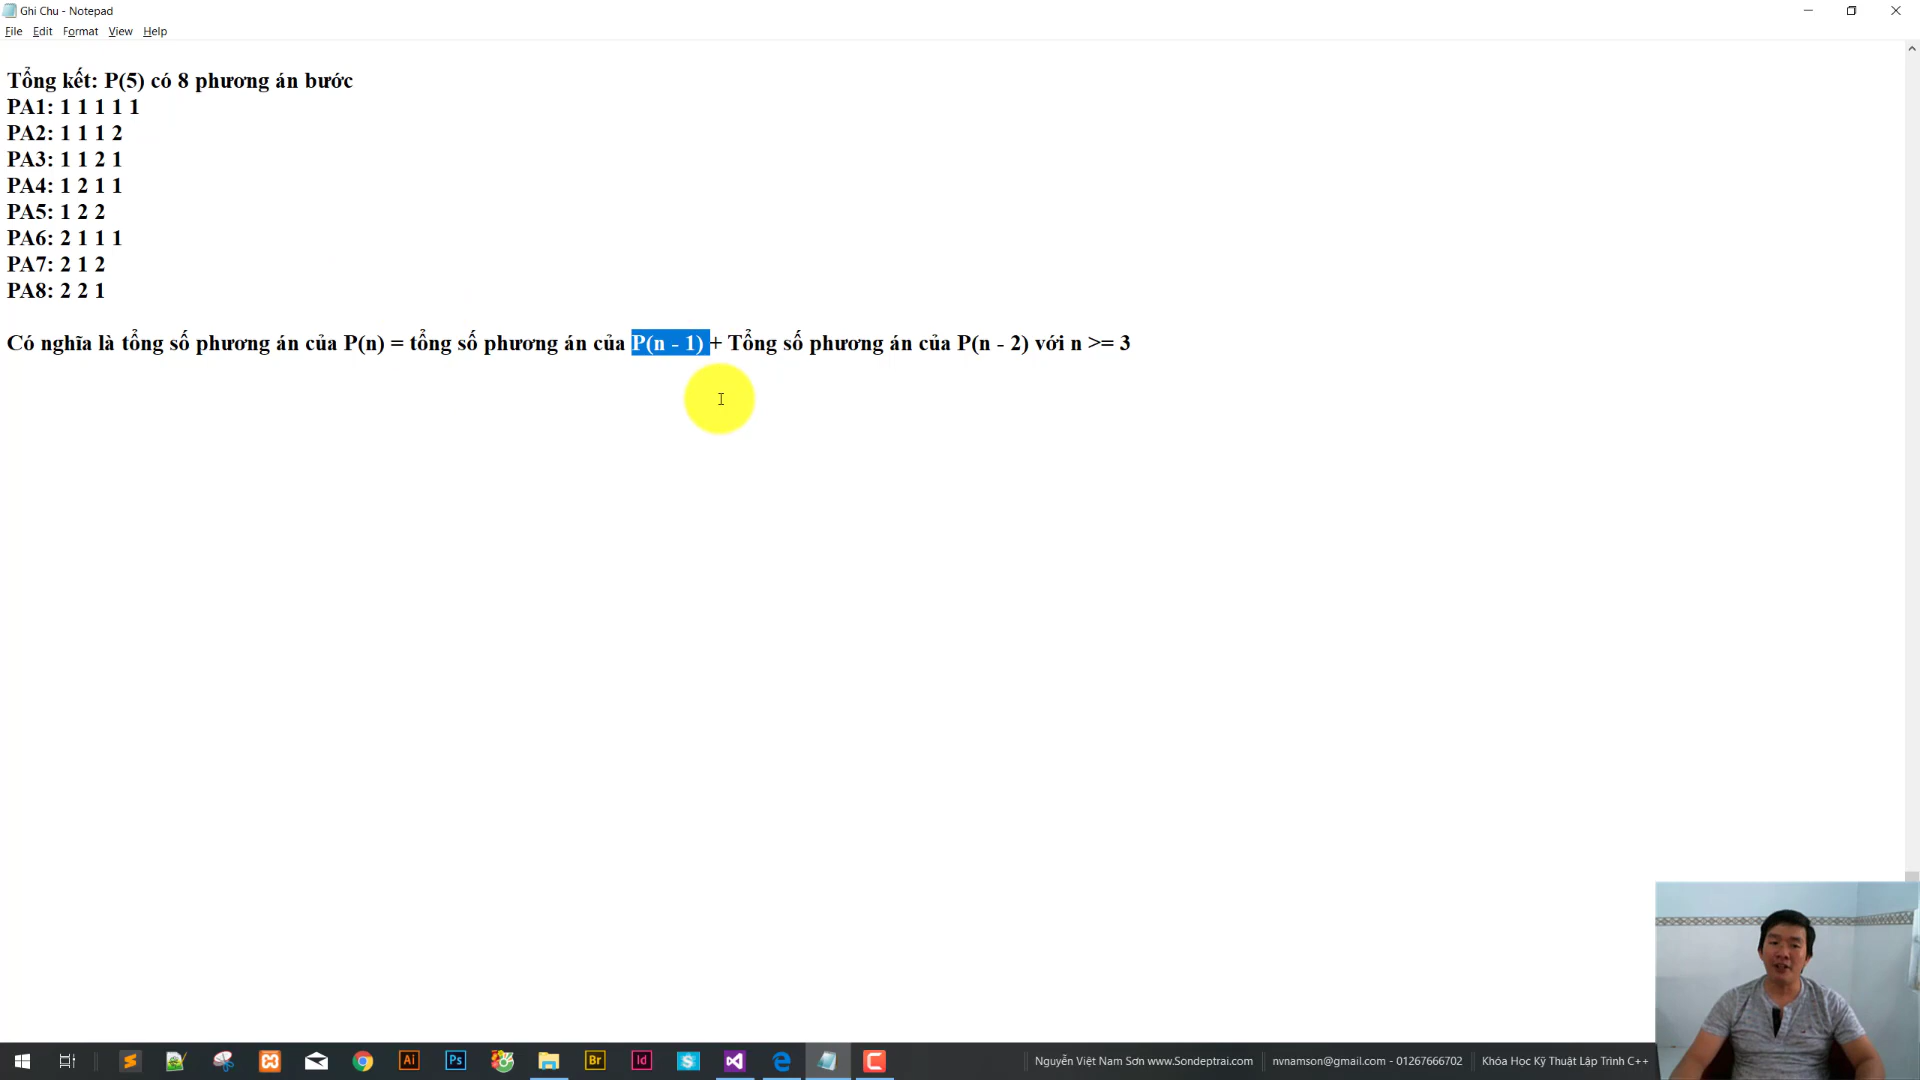 Ghi Chu - Notepad
File Edit Format View Help
Tổng kết: P(5) có 8 phương án bước
PA1: 1 1 1 1 1
PA2: 1 1 1 2
PA3: 1 1 2 1
PA4: 1 2 1 1
PA5: 1 2 2
PA6: 2 1 1 1
PA7: 2 1 2
PA8: 2 2 1
Có nghĩa là tổng số phương án của P(n) = tổng số phương án của P(n - 1) + Tổng số phương án của P(n - 2) với n >= 3
Ai Ps Br Id
Nguyễn Việt Nam Sơn www.Sondeptrai.com nvnamson@gmail.com - 01267666702 Khóa Học Kỹ Thuật Lập Trình C++